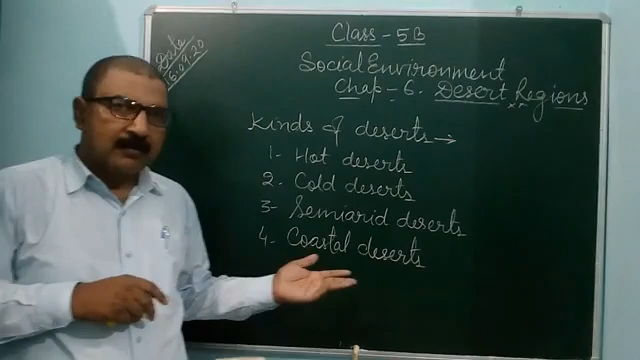 Date
16.09.20
Class - 5B
Social Environment
Chap - 6. Desert Regions
Kinds of deserts →
1- Hot deserts
2- Cold deserts
3- Semiarid deserts
4- Coastal deserts